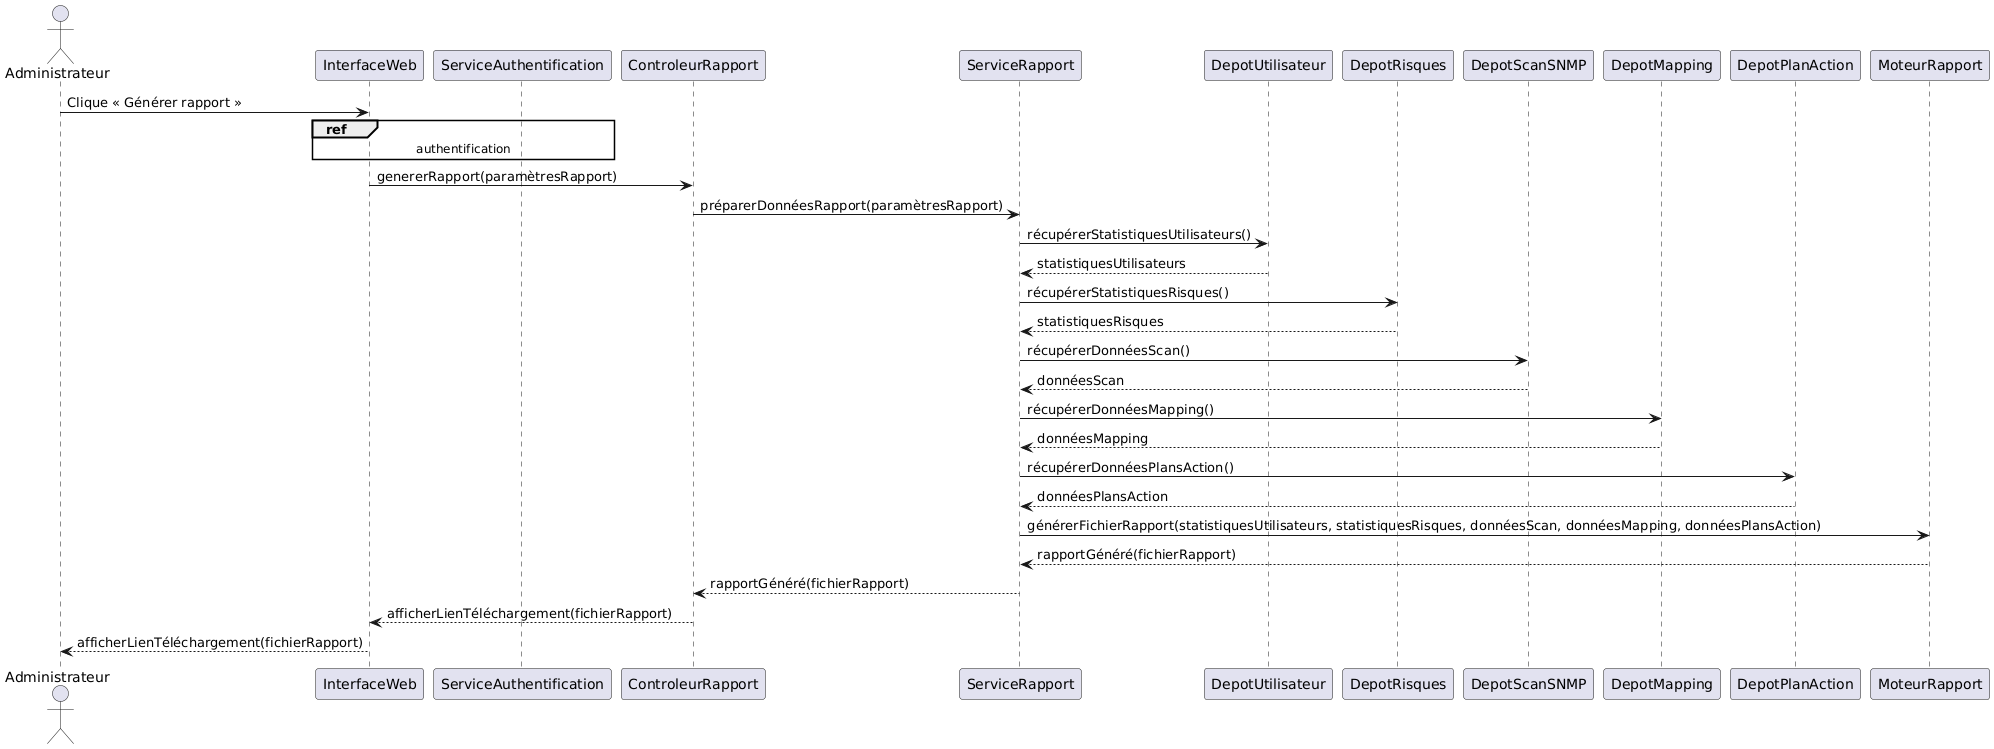 Administrateur
InterfaceWeb
ServiceAuthentification
ControleurRapport
ServiceRapport
DepotUtilisateur
DepotRisques
DepotScanSNMP
DepotMapping
DepotPlanAction
MoteurRapport
Clique « Générer rapport »
ref
authentification
genererRapport(paramètresRapport)
préparerDonnéesRapport(paramètresRapport)
récupérerStatistiquesUtilisateurs()
statistiquesUtilisateurs
récupérerStatistiquesRisques()
statistiquesRisques
récupérerDonnéesScan()
donnéesScan
récupérerDonnéesMapping()
donnéesMapping
récupérerDonnéesPlansAction()
donnéesPlansAction
générerFichierRapport(statistiquesUtilisateurs, statistiquesRisques, donnéesScan, donnéesMapping, donnéesPlansAction)
rapportGénéré(fichierRapport)
rapportGénéré(fichierRapport)
afficherLienTéléchargement(fichierRapport)
afficherLienTéléchargement(fichierRapport)
Administrateur
InterfaceWeb
ServiceAuthentification
ControleurRapport
ServiceRapport
DepotUtilisateur
DepotRisques
DepotScanSNMP
DepotMapping
DepotPlanAction
MoteurRapport